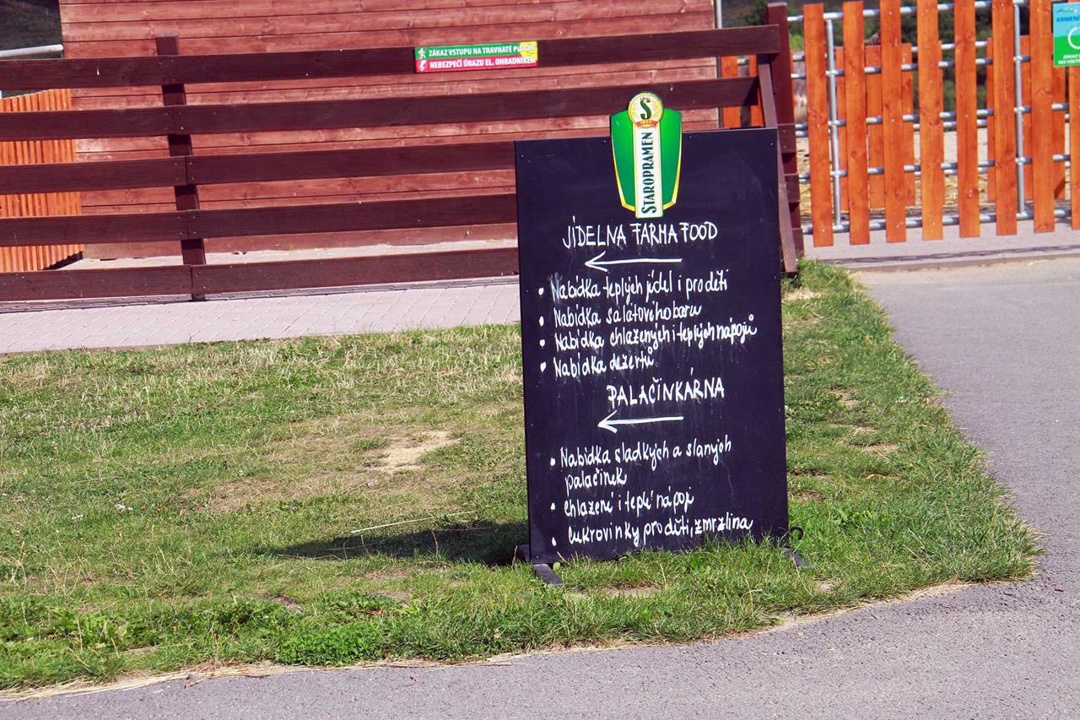 ZÁKAZ VSTUPU NA TRAVNATÉ
NEBEZPEČÍ ÚRAZU EL. OHRADNÍKEM
S
STAROPRAMEN
JÍDELNA FARMA FOOD
• Nabídka teplých jídel i pro děti
• Nabídka salátového baru
• Nabídka chlazených i teplých nápojů
• Nabídka dezertů
PALAČINKÁRNA
• Nabídka sladkých a slaných
palačinek
• chlazené i teplé nápoje
• cukrovinky pro děti, zmrzlina